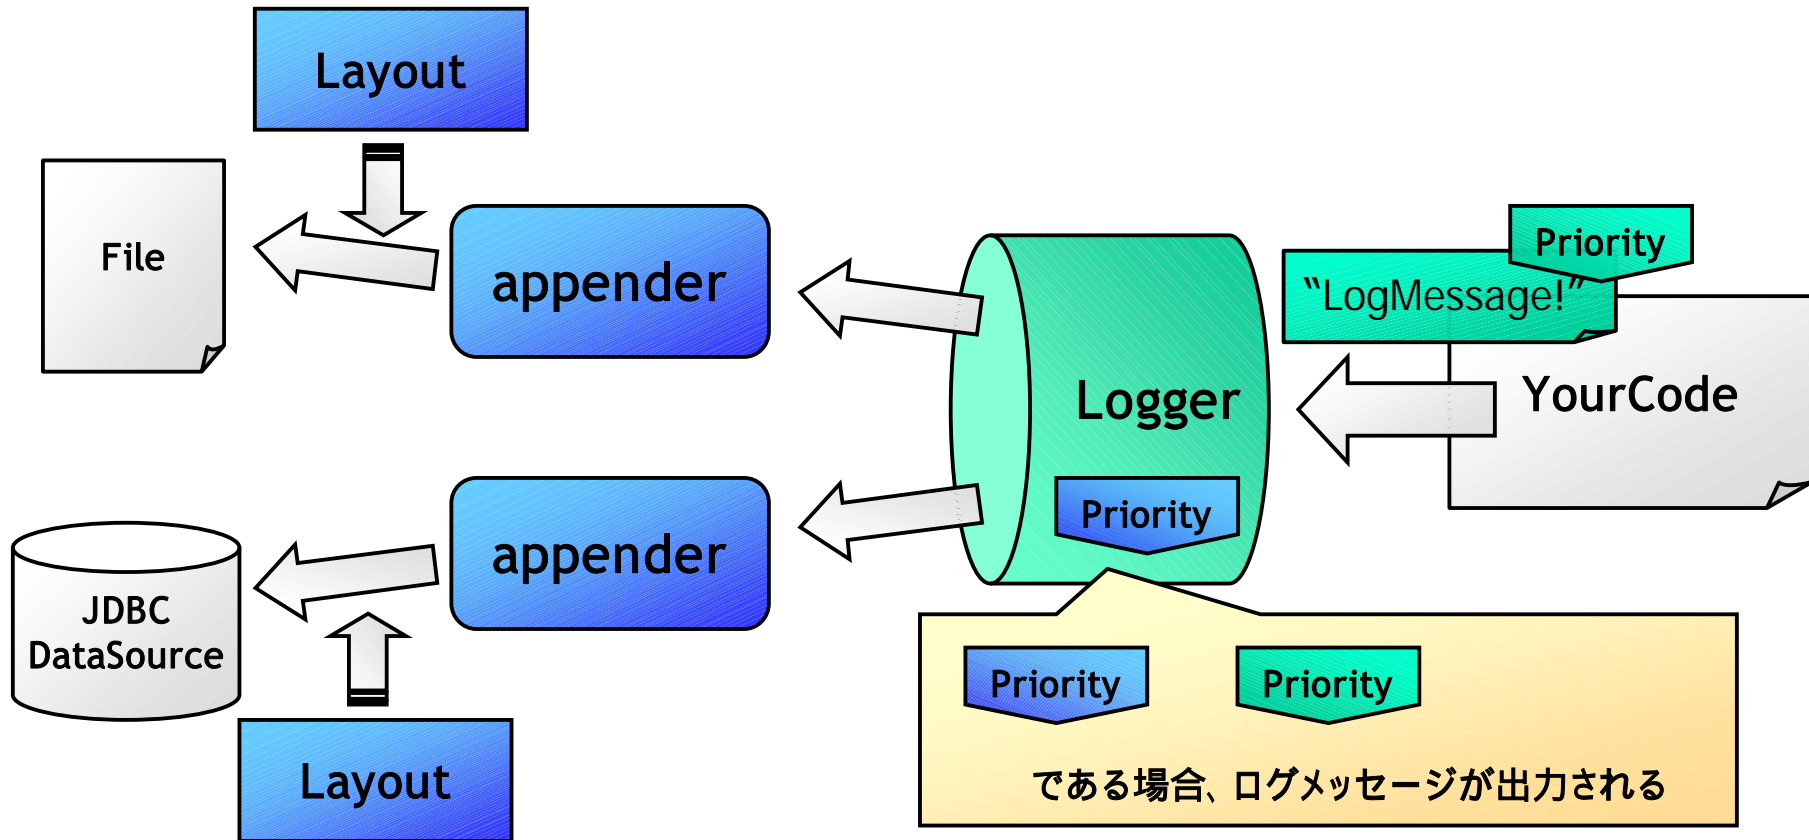 Layout
File
appender
Priority
“LogMessage!”
YourCode
Logger
Priority
appender
JDBC
DataSource
Layout
Priority
Priority
である場合、ログメッセージが出力される